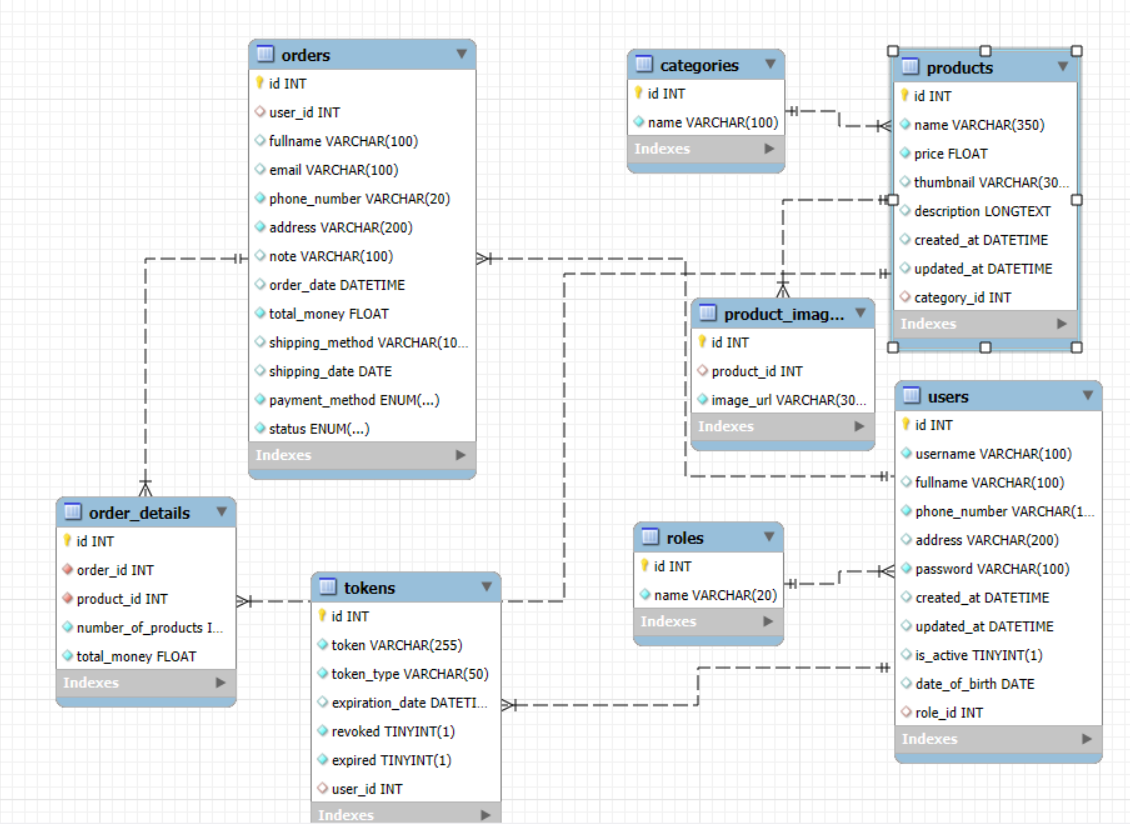 orders
id INT
user_id INT
fullname VARCHAR(100)
email VARCHAR(100)
phone_number VARCHAR(20)
address VARCHAR(200)
note VARCHAR(100)
order_date DATETIME
total_money FLOAT
shipping_method VARCHAR(10...
shipping_date DATE
payment_method ENUM(...)
status ENUM(...)
Indexes
categories
id INT
name VARCHAR(100)
Indexes
products
id INT
name VARCHAR(350)
price FLOAT
thumbnail VARCHAR(30...
description LONGTEXT
created_at DATETIME
updated_at DATETIME
category_id INT
Indexes
product_imag...
id INT
product_id INT
image_url VARCHAR(30...
Indexes
users
id INT
username VARCHAR(100)
fullname VARCHAR(100)
phone_number VARCHAR(1...
address VARCHAR(200)
password VARCHAR(100)
created_at DATETIME
updated_at DATETIME
is_active TINYINT(1)
date_of_birth DATE
role_id INT
Indexes
order_details
id INT
order_id INT
product_id INT
number_of_products I...
total_money FLOAT
Indexes
tokens
id INT
token VARCHAR(255)
token_type VARCHAR(50)
expiration_date DATETI...
revoked TINYINT(1)
expired TINYINT(1)
user_id INT
Indexes
roles
id INT
name VARCHAR(20)
Indexes